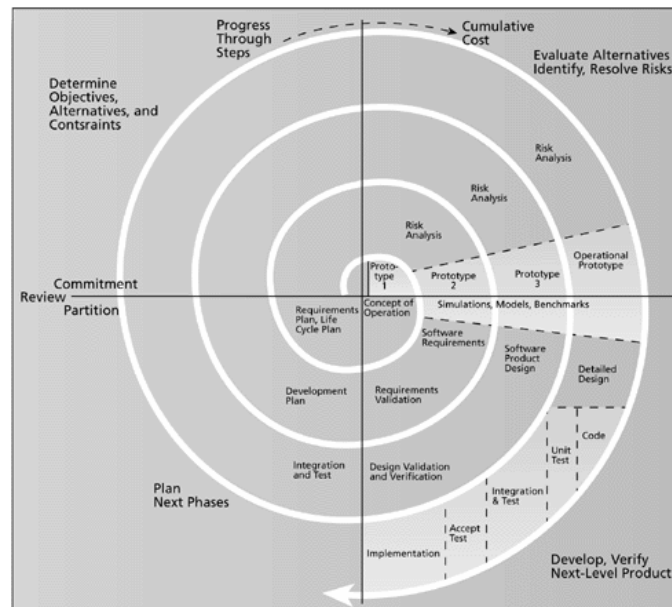 Progress
Through
Steps
Cumulative
Cost
Evaluate Alternatives
Identify, Resolve Risks
Determine
Objectives,
Alternatives, and
Contsraints
Risk
Analysis
Risk
Analysis
Risk
Analysis
Operational
Prototype
Proto-
type
1
Prototype
2
Prototype
3
Commitment
Review
Partition
Requirements
Plan, Life
Cycle Plan
Concept of
Operation
Simulations, Models, Benchmarks
Software
Requirements
Software
Product
Design
Detailed
Design
Development
Plan
Requirements
Validation
Code
Unit
Test
Integration
and Test
Design Validation
and Verification
Integration
& Test
Plan
Next Phases
Accept
Test
Implementation
Develop, Verify
Next-Level Product